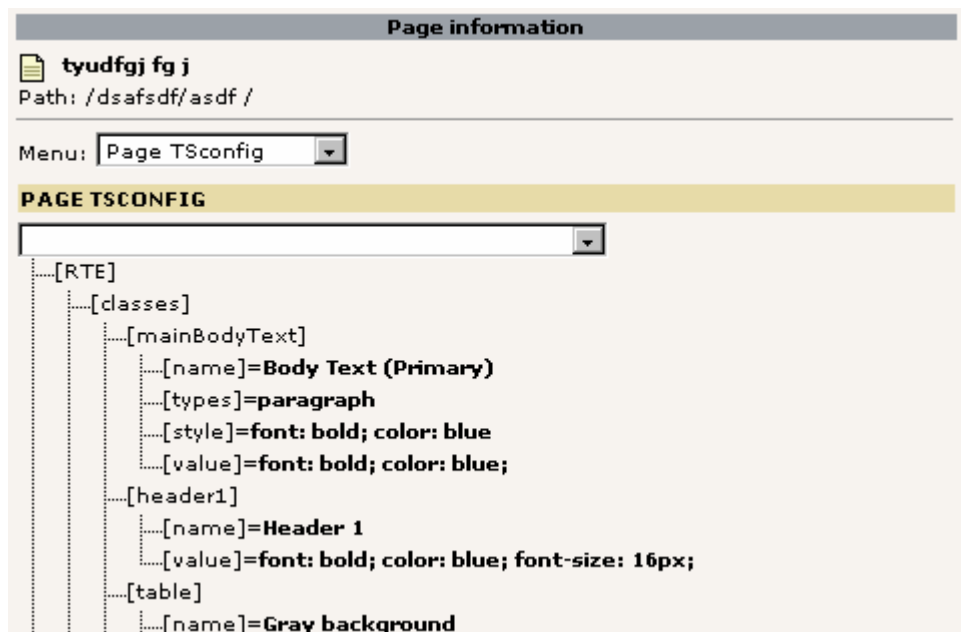 Page information
tyudfgj fg j
Path: /dsafsdf/asdf /
Menu: Page TSconfig
PAGE TSCONFIG
[RTE]
[classes]
[mainBodyText]
[name]=Body Text (Primary)
[types]=paragraph
[style]=font: bold; color: blue
[value]=font: bold; color: blue;
[header1]
[name]=Header 1
[value]=font: bold; color: blue; font-size: 16px;
[table]
[name]=Gray background